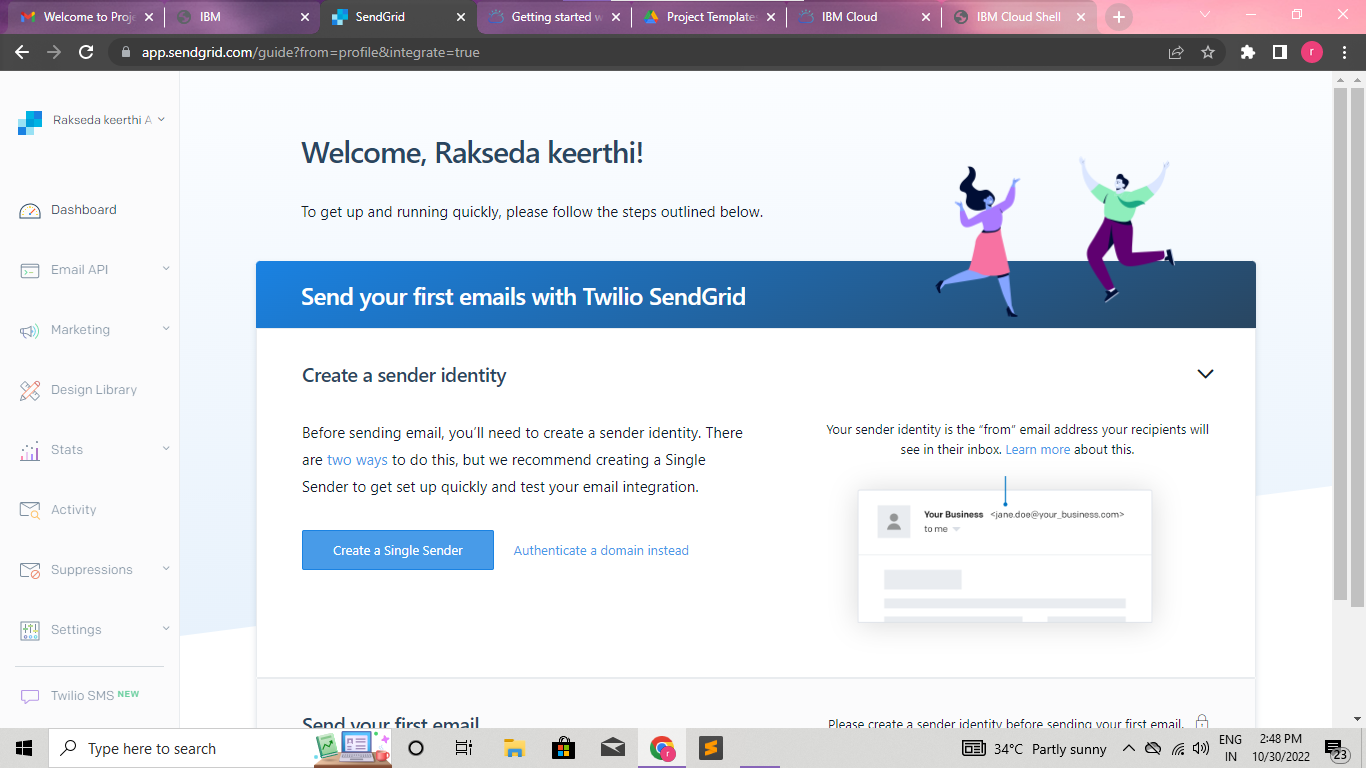 Welcome to Proje
IBM
SendGrid
Getting started w
Project Template
IBM Cloud
IBM Cloud Shell
app.sendgrid.com/guide?from=profile&integrate=true
r
Rakseda keerthi A
Dashboard
Email API
Marketing
Design Library
Stats
Activity
Suppressions
Settings
Twilio SMS NEW
Welcome, Rakseda keerthi!
To get up and running quickly, please follow the steps outlined below.
Send your first emails with Twilio SendGrid
Create a sender identity
Before sending email, you'll need to create a sender identity. There
are two ways to do this, but we recommend creating a Single
Sender to get set up quickly and test your email integration.
Create a Single Sender
Authenticate a domain instead
Your sender identity is the "from" email address your recipients will
see in their inbox. Learn more about this.
Your Business <jane.doe@your_business.com>
to me
Send your first email
Please create a sender identity before sending your first email.
Type here to search
34°C Partly sunny
ENG
IN
2:48 PM
10/30/2022
23